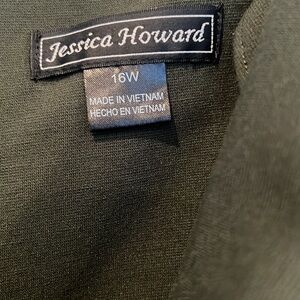 Jessica Howard
16W
MADE IN VIETNAM
HECHO EN VIETNAM